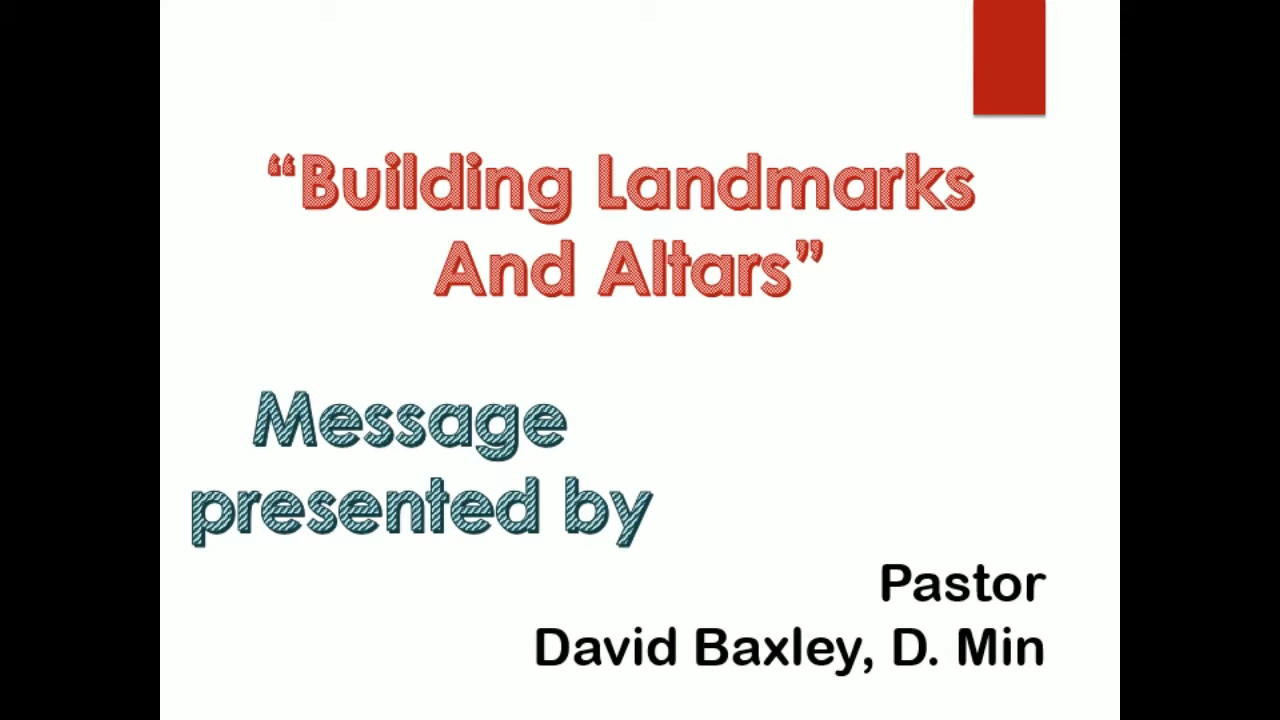 “Building Landmarks
And Altars”
Message
presented by
Pastor
David Baxley, D. Min